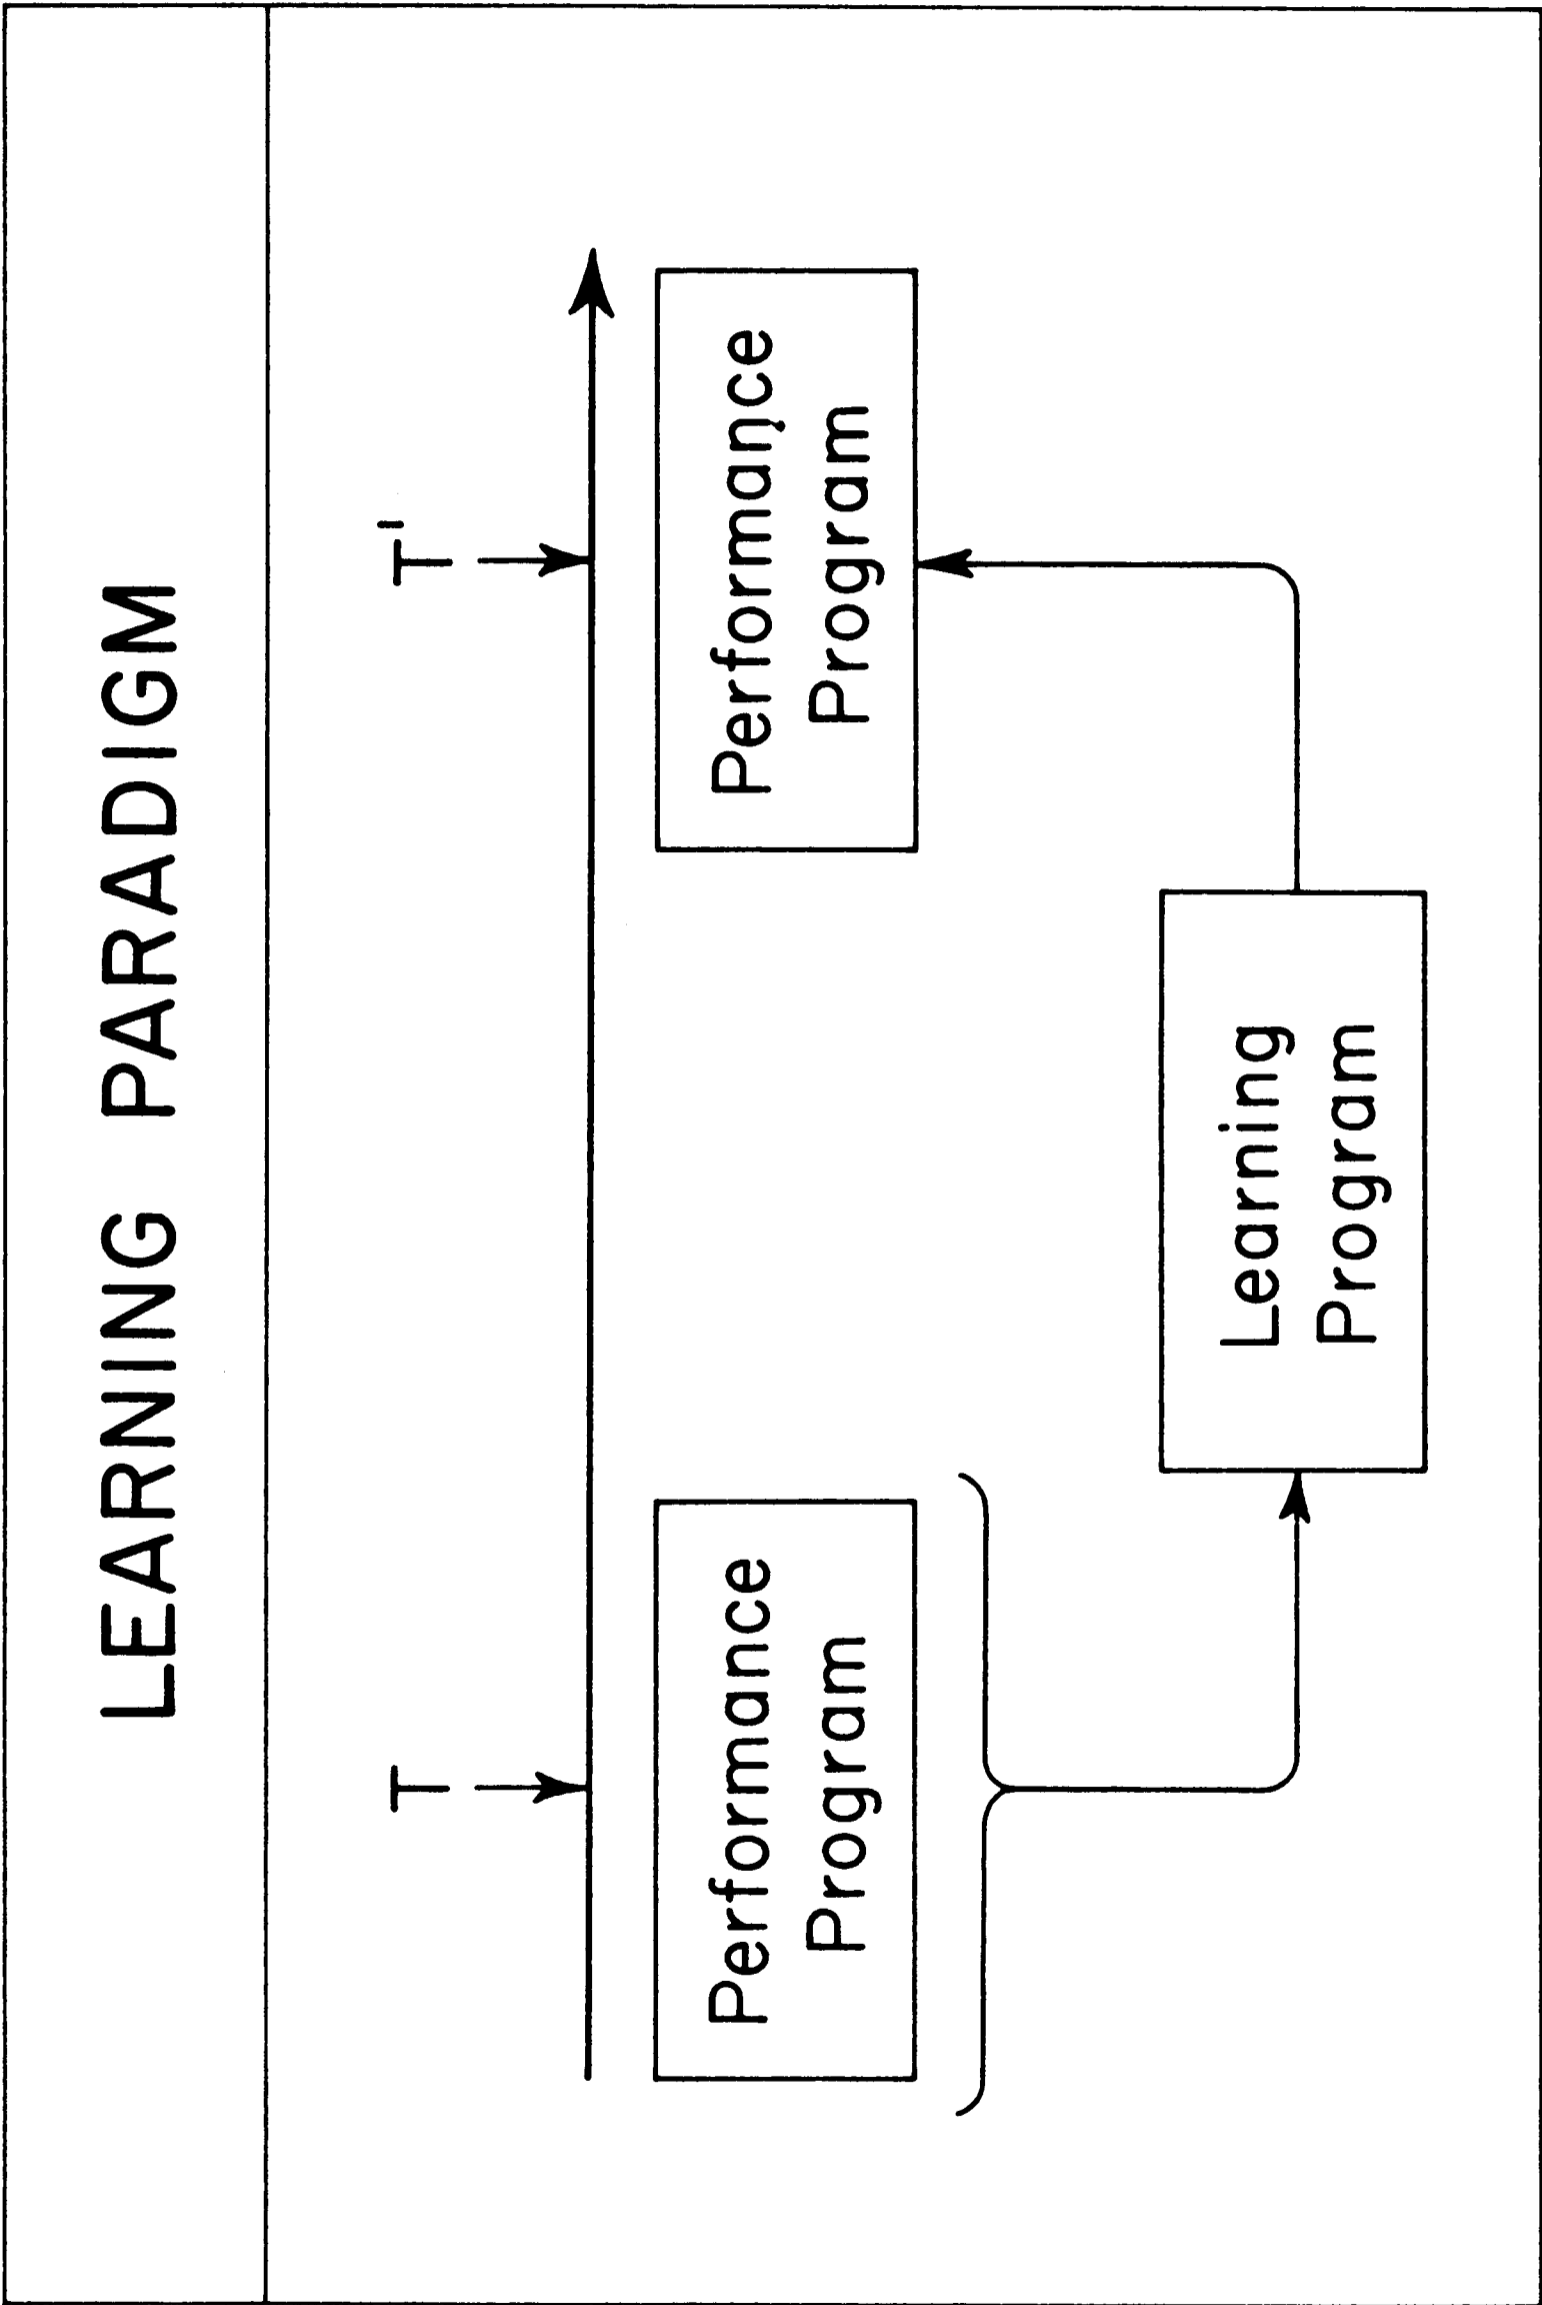 LEARNING PARADIGM
T
T'
Performance
Program
Performance
Program
Learning
Program